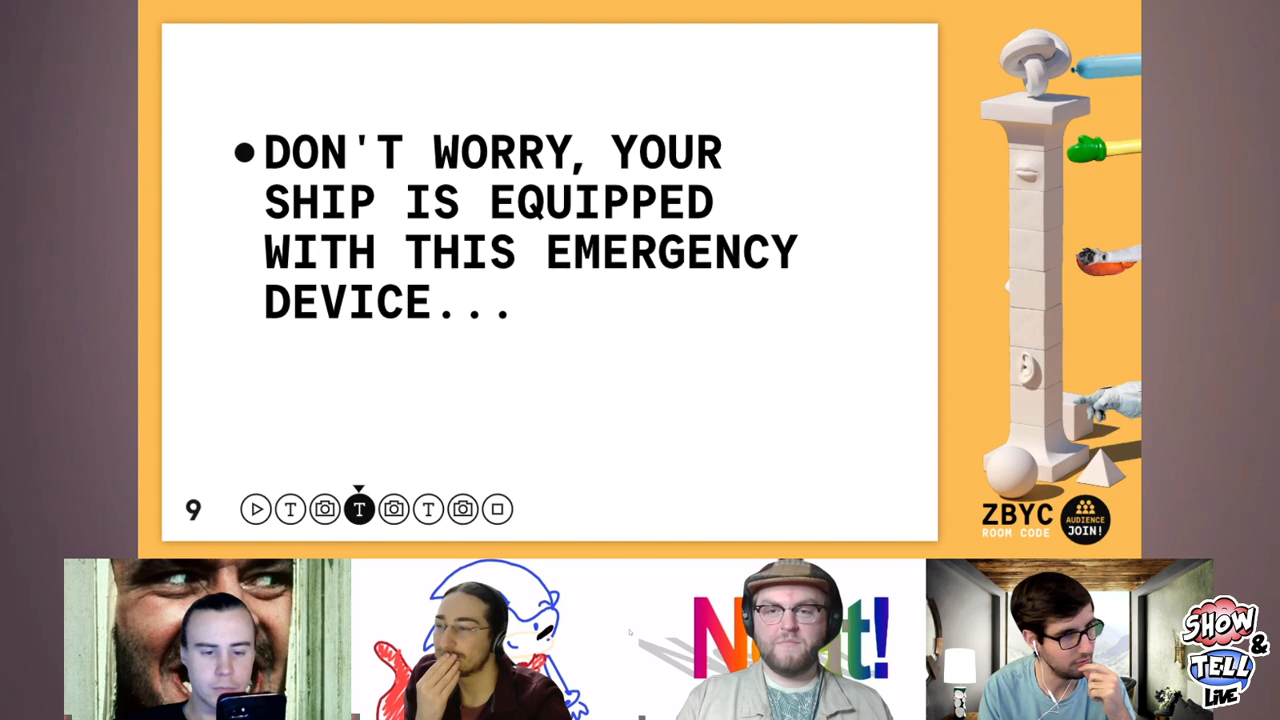 DON'T WORRY, YOUR
SHIP IS EQUIPPED
WITH THIS EMERGENCY
DEVICE...
9
T
T
T
ZBYC
ROOM CODE
AUDIENCE
JOIN!
SHOW
&
TELL
LIVE